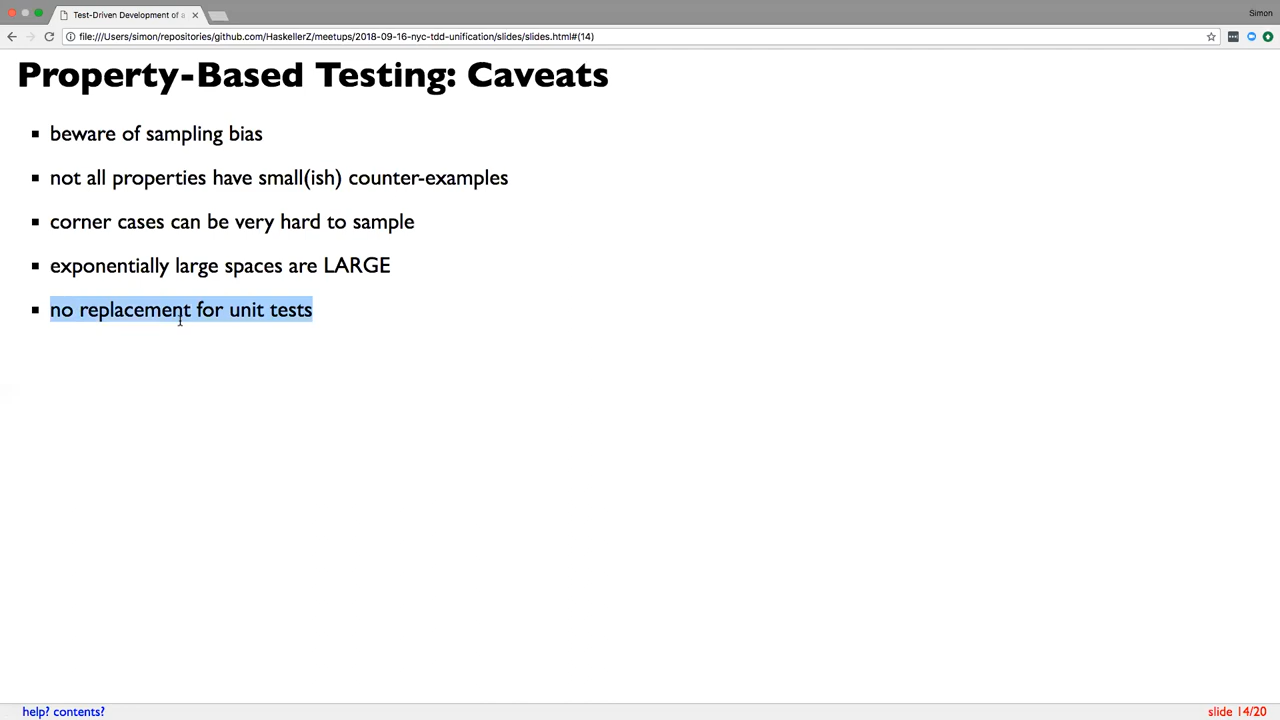 Test-Driven Development of a
Simon
file:///Users/simon/repositories/github.com/HaskellerZ/meetups/2018-09-16-nyc-tdd-unification/slides/slides.html#(14)
Property-Based Testing: Caveats
beware of sampling bias
not all properties have small(ish) counter-examples
corner cases can be very hard to sample
exponentially large spaces are LARGE
no replacement for unit tests
help? contents?
slide 14/20